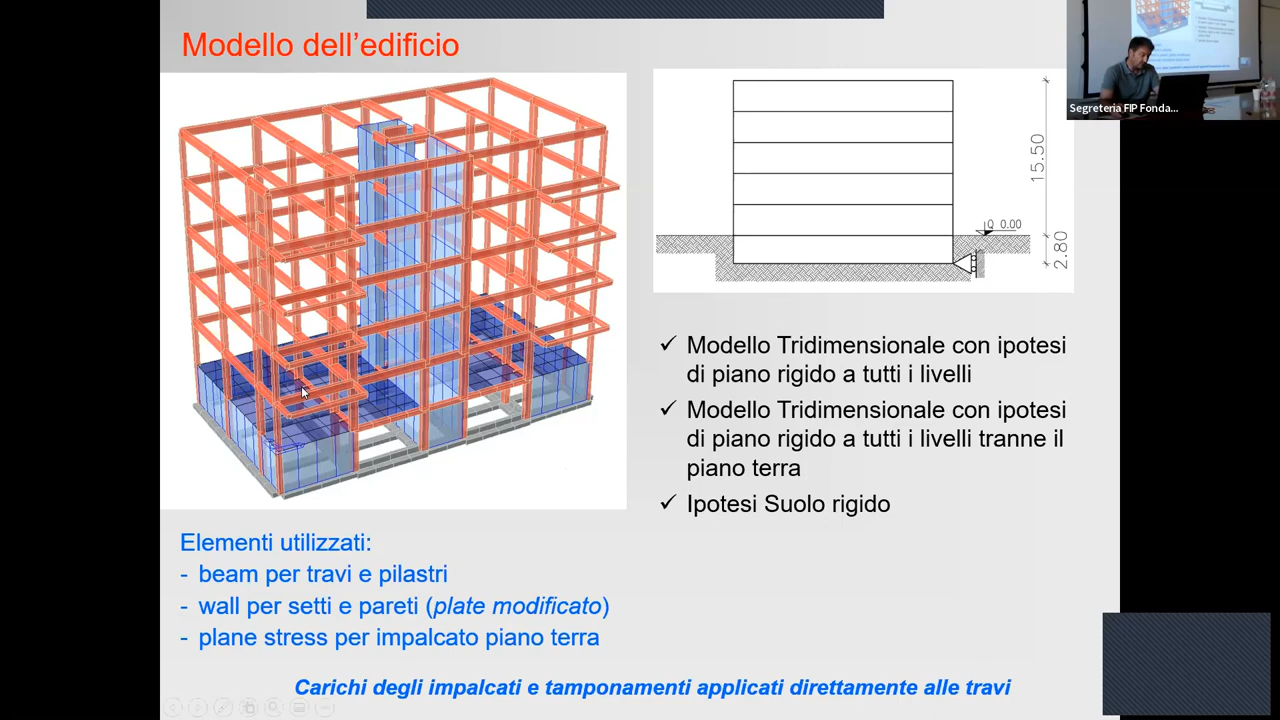 Modello dell'edificio
Segreteria FIP Fonda...
15.50
Q 0.00
2.80
✓ Modello Tridimensionale con ipotesi
di piano rigido a tutti i livelli
✓ Modello Tridimensionale con ipotesi
di piano rigido a tutti i livelli tranne il
piano terra
✓ Ipotesi Suolo rigido
Elementi utilizzati:
- beam per travi e pilastri
- wall per setti e pareti (plate modificato)
- plane stress per impalcato piano terra
Carichi degli impalcati e tamponamenti applicati direttamente alle travi